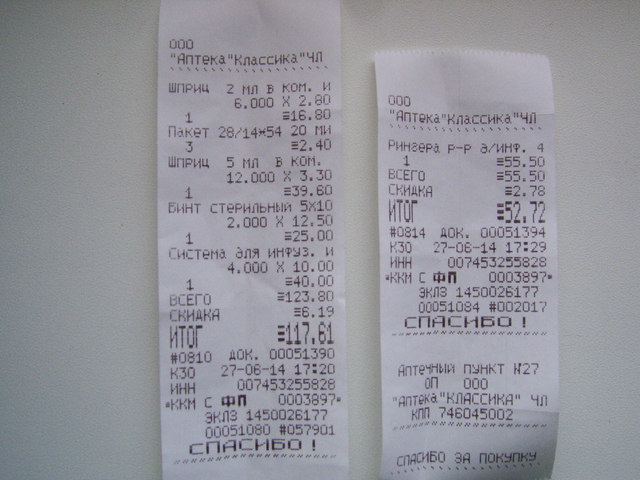 ООО
"Аптека"Классика"ЧЛ
ШПРИЦ 2 МЛ В КОМ. И
6.000 X 2.80
1 ≡16.80
Пакет 28/14*54 20 МИ
3 ≡2.40
ШПРИЦ 5 МЛ В КОМ.
12.000 X 3.30
1 ≡39.60
БИНТ СТЕРИЛЬНЫЙ 5X10
2.000 X 12.50
1 ≡25.00
Система для ИНФУЗ. И
4.000 X 10.00
1 ≡40.00
ВСЕГО ≡123.80
СКИДКА ≡6.19
ИТОГ ≡117.61
#0810 ДОК. 00051390
К30 27-06-14 17:20
ИНН 007453255828
*ККМ С ФП 0003897*
ЭКЛЗ 1450026177
00051080 #057901
СПАСИБО!
ООО
"Аптека"Классика"ЧЛ
Рингера р-р д/инф. 4
1 ≡55.50
ВСЕГО ≡55.50
СКИДКА ≡2.78
ИТОГ ≡52.72
#0814 ДОК. 00051394
К30 27-06-14 17:29
ИНН 007453255828
*ККМ С ФП 0003897*
ЭКЛЗ 1450026177
00051084 #002017
СПАСИБО!
Аптечный ПУНКТ №27
ОП ООО
"Аптека"КЛАССИКА" ЧЛ
КПП 746045002
СПАСИБО ЗА ПОКУПКУ